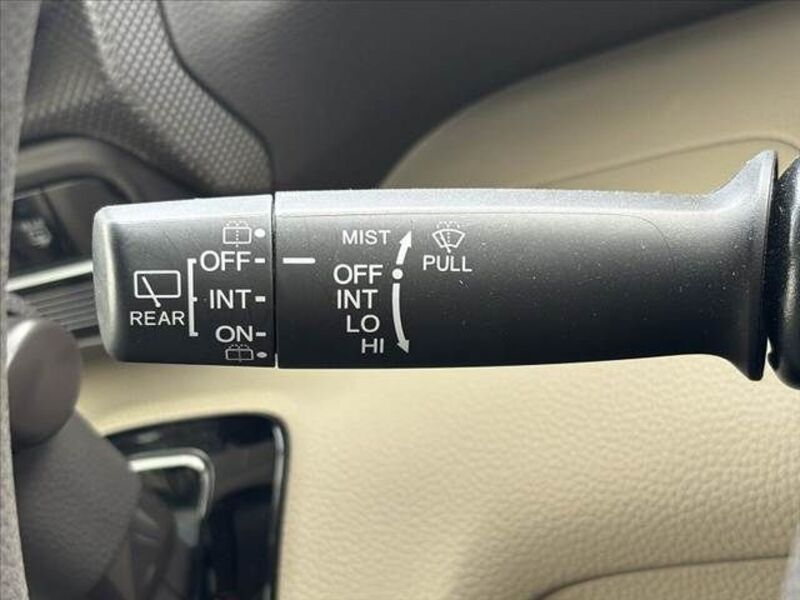 OFF
INT
ON
REAR
MIST
OFF
INT
LO
HI
PULL